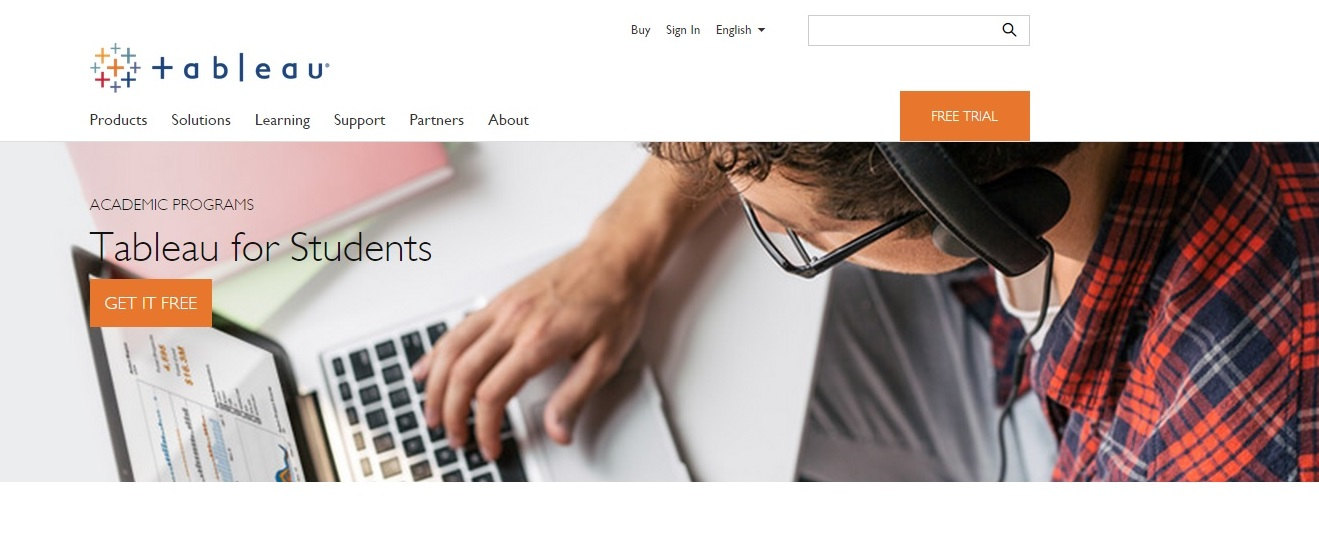 Buy Sign In English
+ableau
Products Solutions Learning Support Partners About
FREE TRIAL
ACADEMIC PROGRAMS
Tableau for Students
GET IT FREE